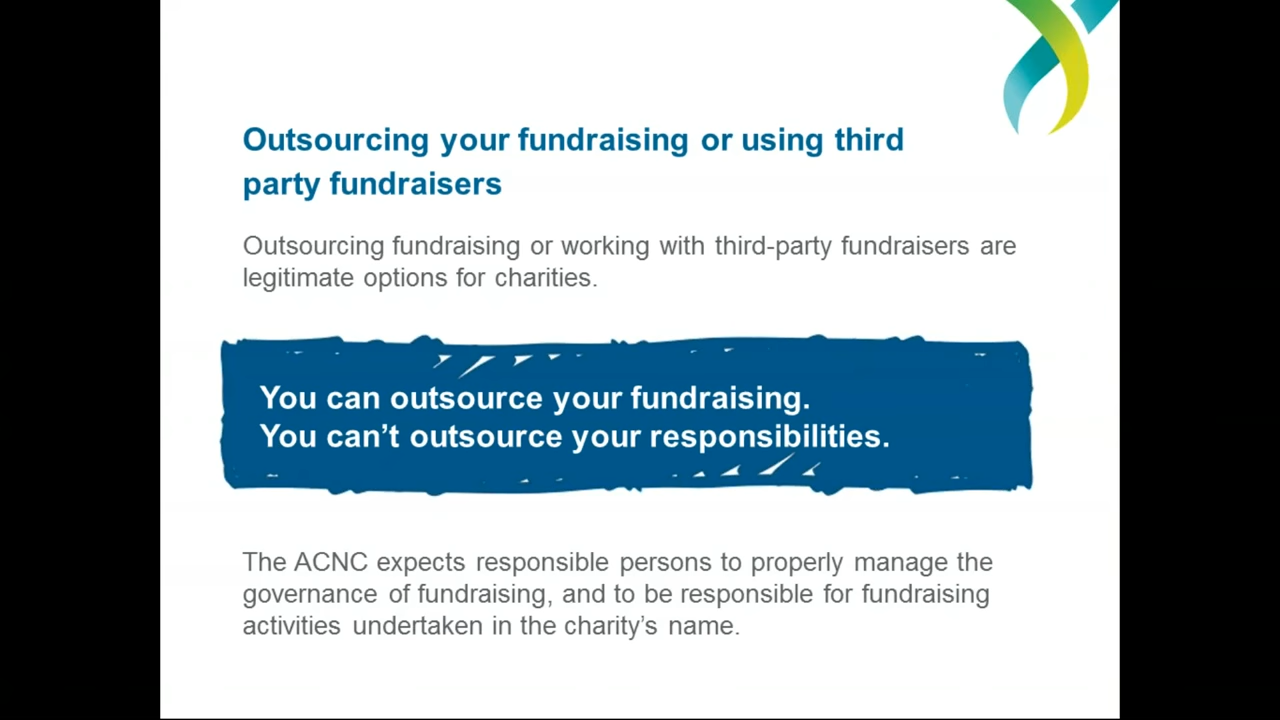 Outsourcing your fundraising or using third
party fundraisers
Outsourcing fundraising or working with third-party fundraisers are
legitimate options for charities.
You can outsource your fundraising.
You can’t outsource your responsibilities.
The ACNC expects responsible persons to properly manage the
governance of fundraising, and to be responsible for fundraising
activities undertaken in the charity’s name.